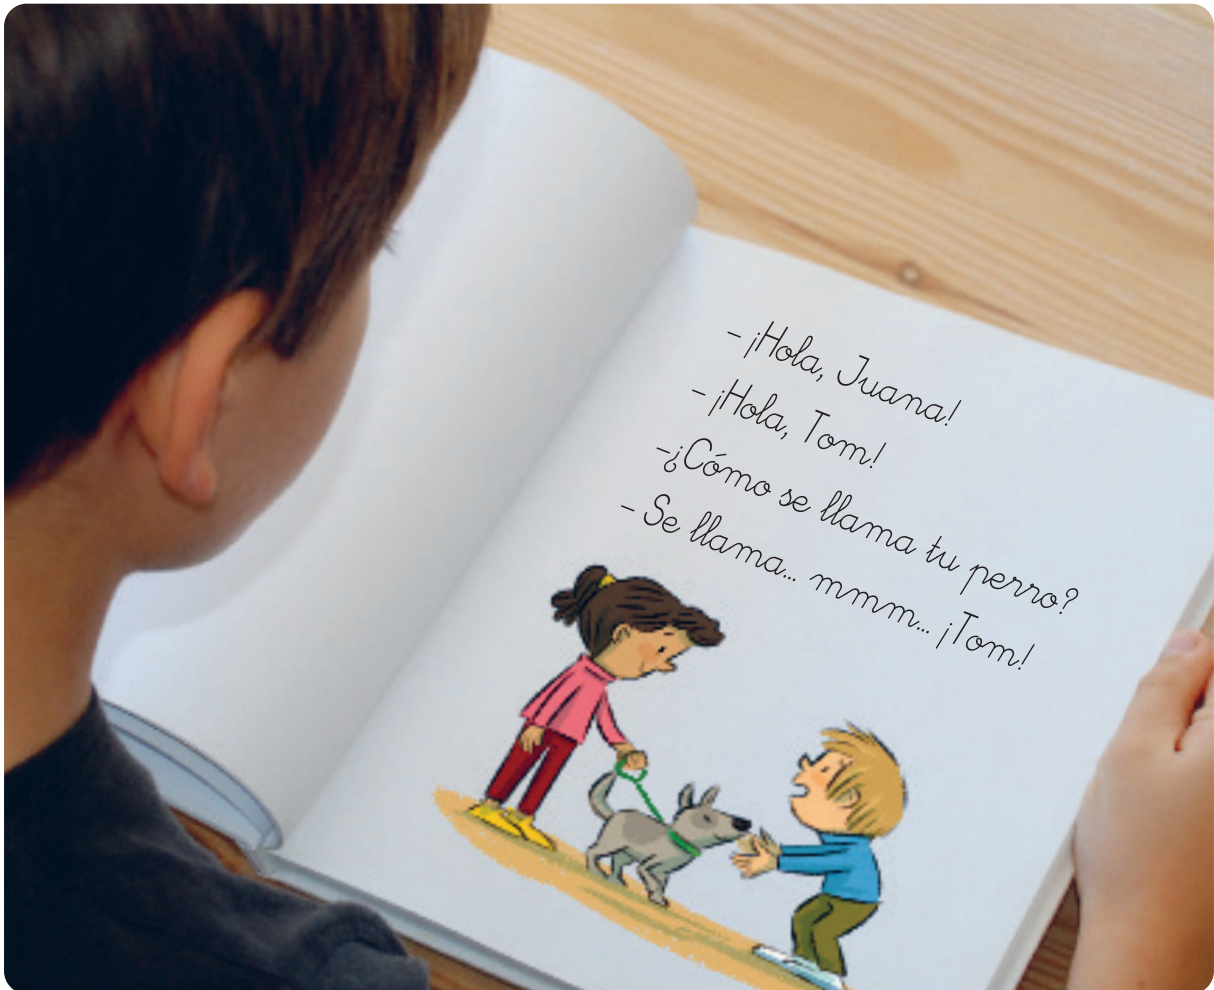 - ¡Hola, Juana!
- ¡Hola, Tom!
-¿Cómo se llama tu perro?
- Se llama... mmm... ¡Tom!